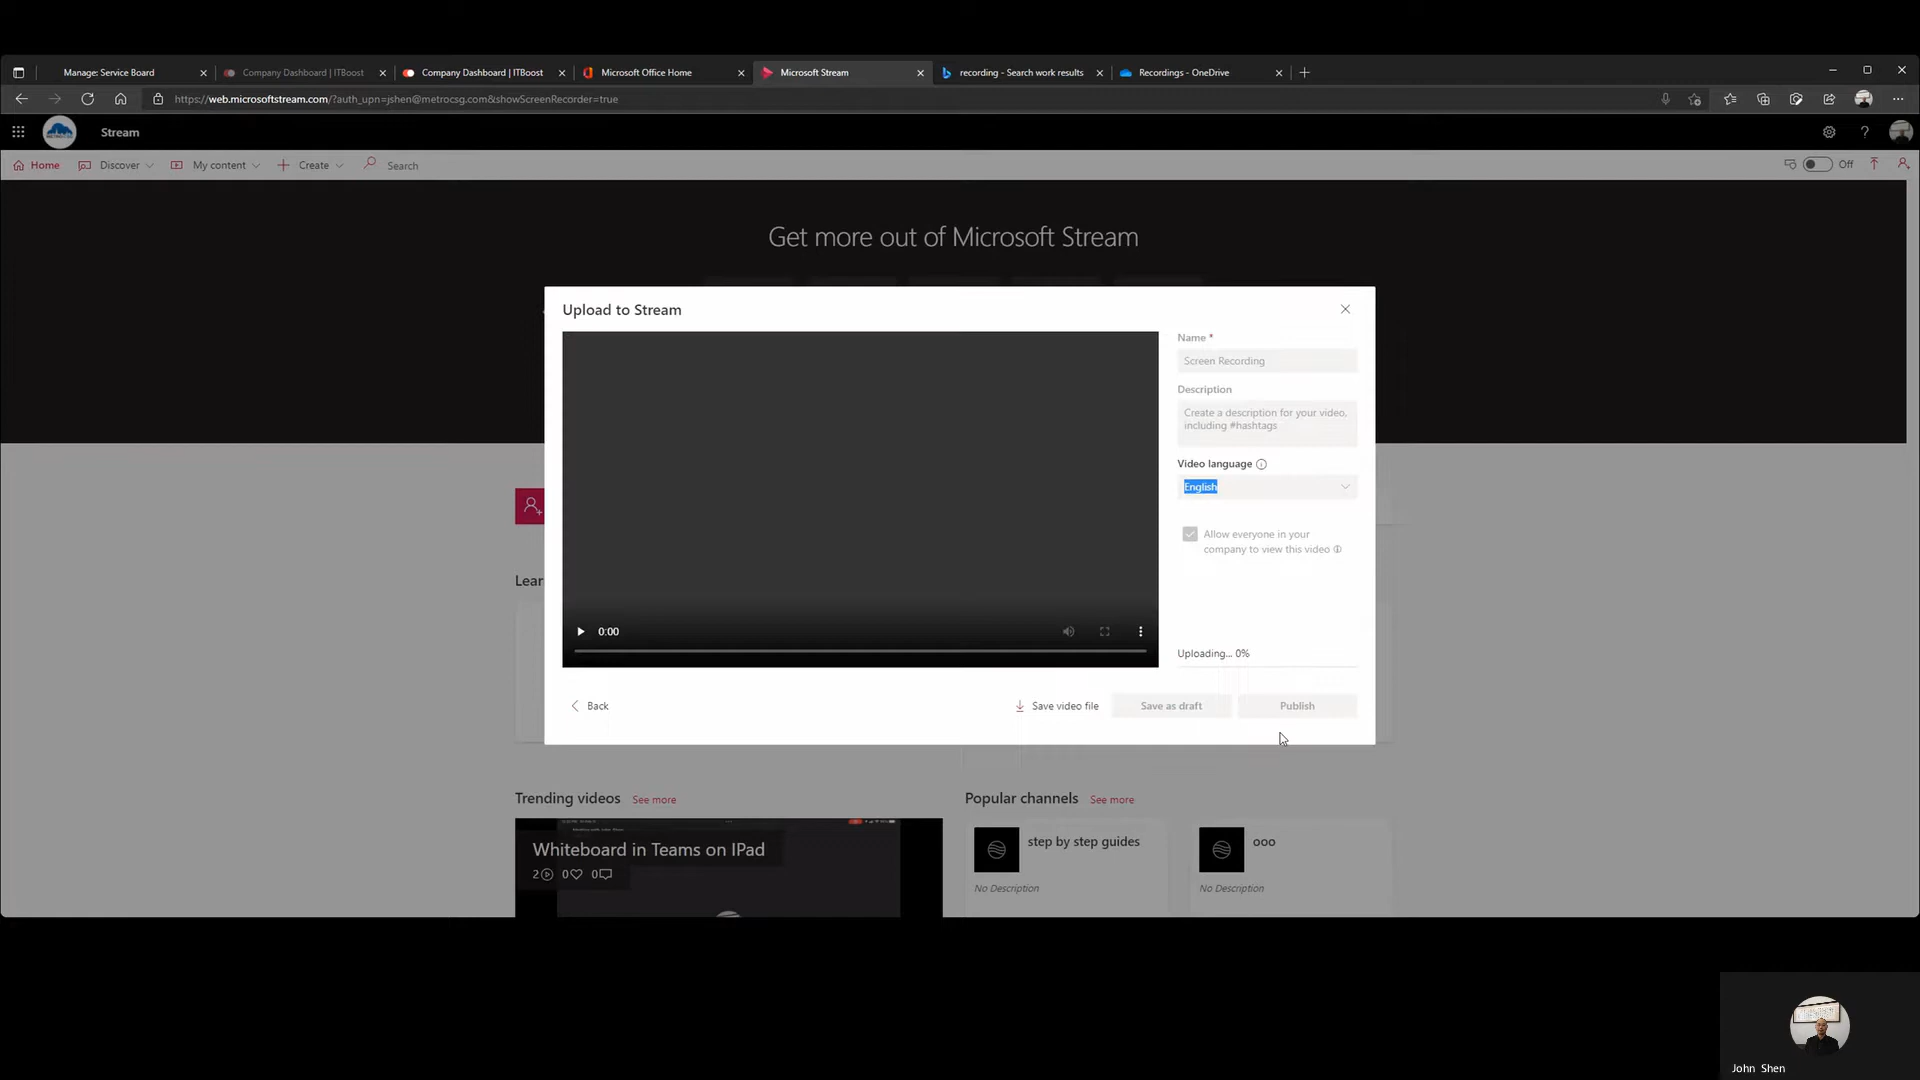 Manage: Service Board
Company Dashboard | ITBoost
Company Dashboard | ITBoost
Microsoft Office Home
Microsoft Stream
recording - Search work results
Recordings - OneDrive
https://web.microsoftstream.com/?auth_upn=jshen@metrocsg.com&showScreenRecorder=true
Stream
Home
Discover
My content
Create
Search
Off
Get more out of Microsoft Stream
Upload to Stream
Name *
Screen Recording
Description
Create a description for your video,
including #hashtags
Video language
English
Allow everyone in your
company to view this video
0:00
Uploading... 0%
Back
Save video file
Save as draft
Publish
Lear
Trending videos
See more
Popular channels
See more
Whiteboard in Teams on IPad
2
0
0
step by step guides
No Description
ooo
No Description
John Shen